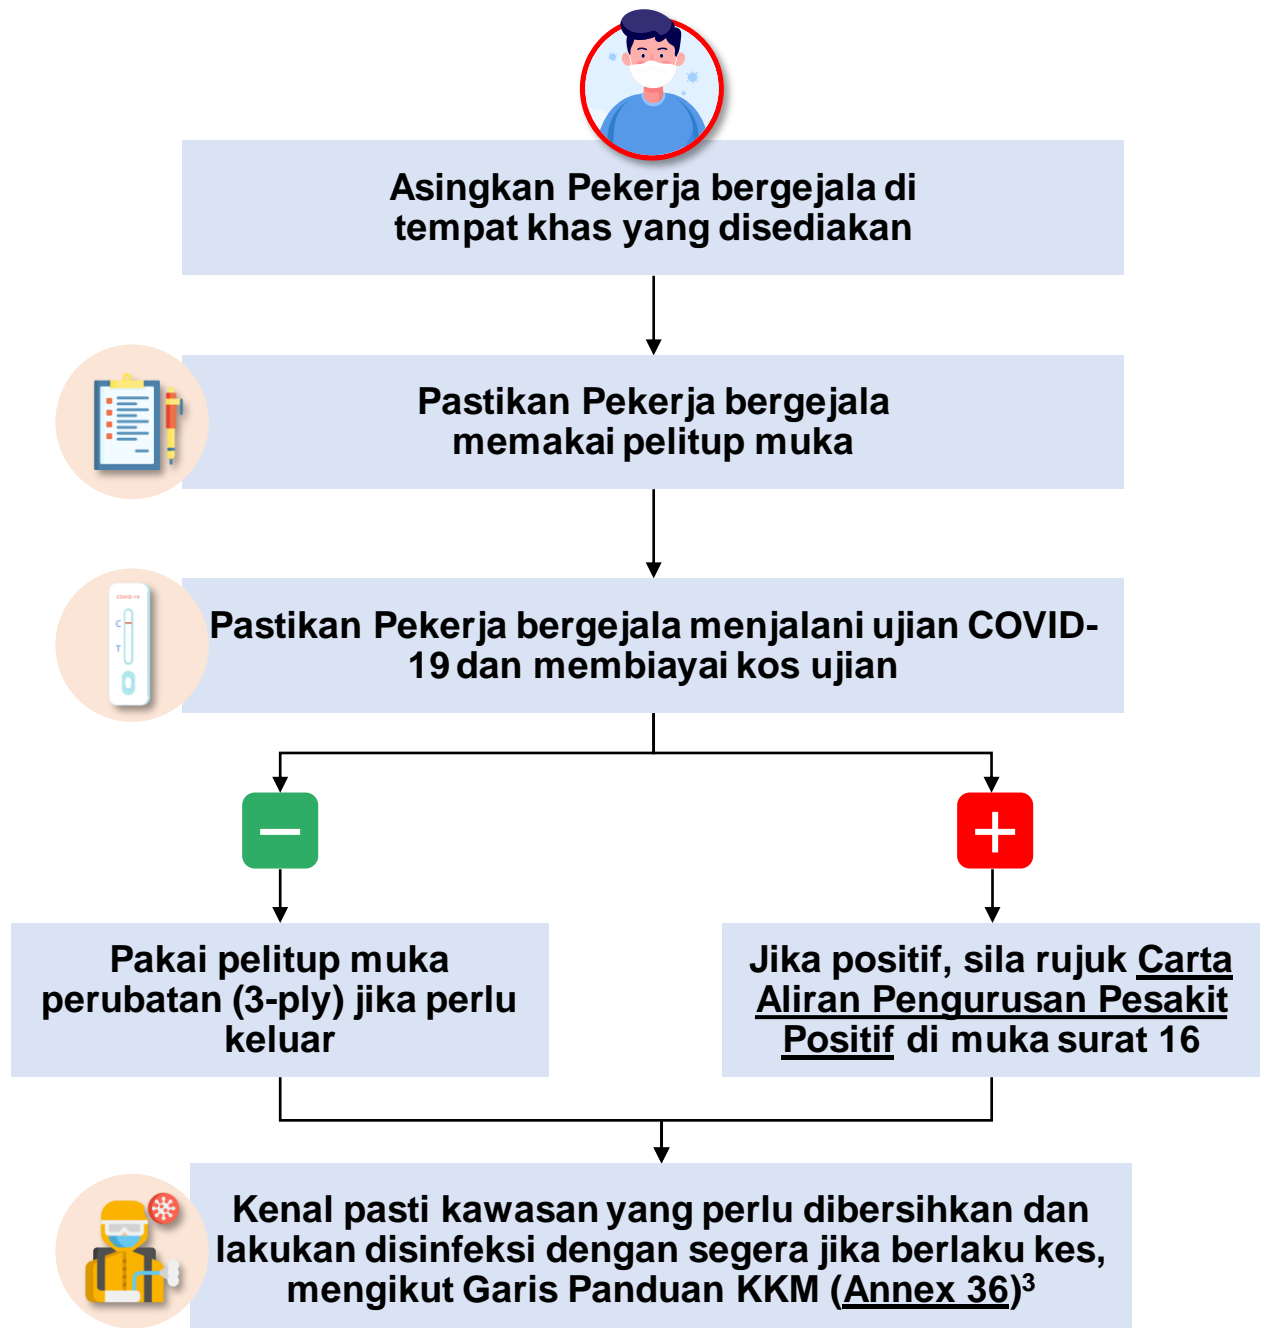 Asingkan Pekerja bergejala di
tempat khas yang disediakan
Pastikan Pekerja bergejala
memakai pelitup muka
COVID-19
C
T
Pastikan Pekerja bergejala menjalani ujian COVID-
19 dan membiayai kos ujian
Pakai pelitup muka
perubatan (3-ply) jika perlu
keluar
Jika positif, sila rujuk Carta
Aliran Pengurusan Pesakit
Positif di muka surat 16
Kenal pasti kawasan yang perlu dibersihkan dan
lakukan disinfeksi dengan segera jika berlaku kes,
mengikut Garis Panduan KKM (Annex 36)³